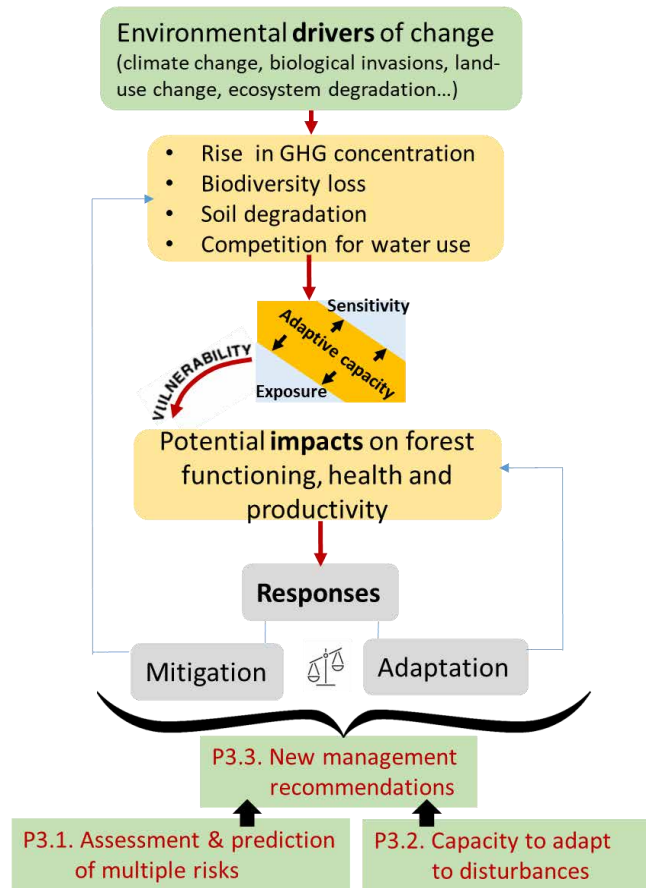 Environmental drivers of change
(climate change, biological invasions, land-
use change, ecosystem degradation...)
• Rise in GHG concentration
• Biodiversity loss
• Soil degradation
• Competition for water use
Sensitivity
Adaptive capacity
Exposure
VULNERABILITY
Potential impacts on forest
functioning, health and
productivity
Responses
Mitigation
Adaptation
P3.3. New management
recommendations
P3.1. Assessment & prediction
of multiple risks
P3.2. Capacity to adapt
to disturbances